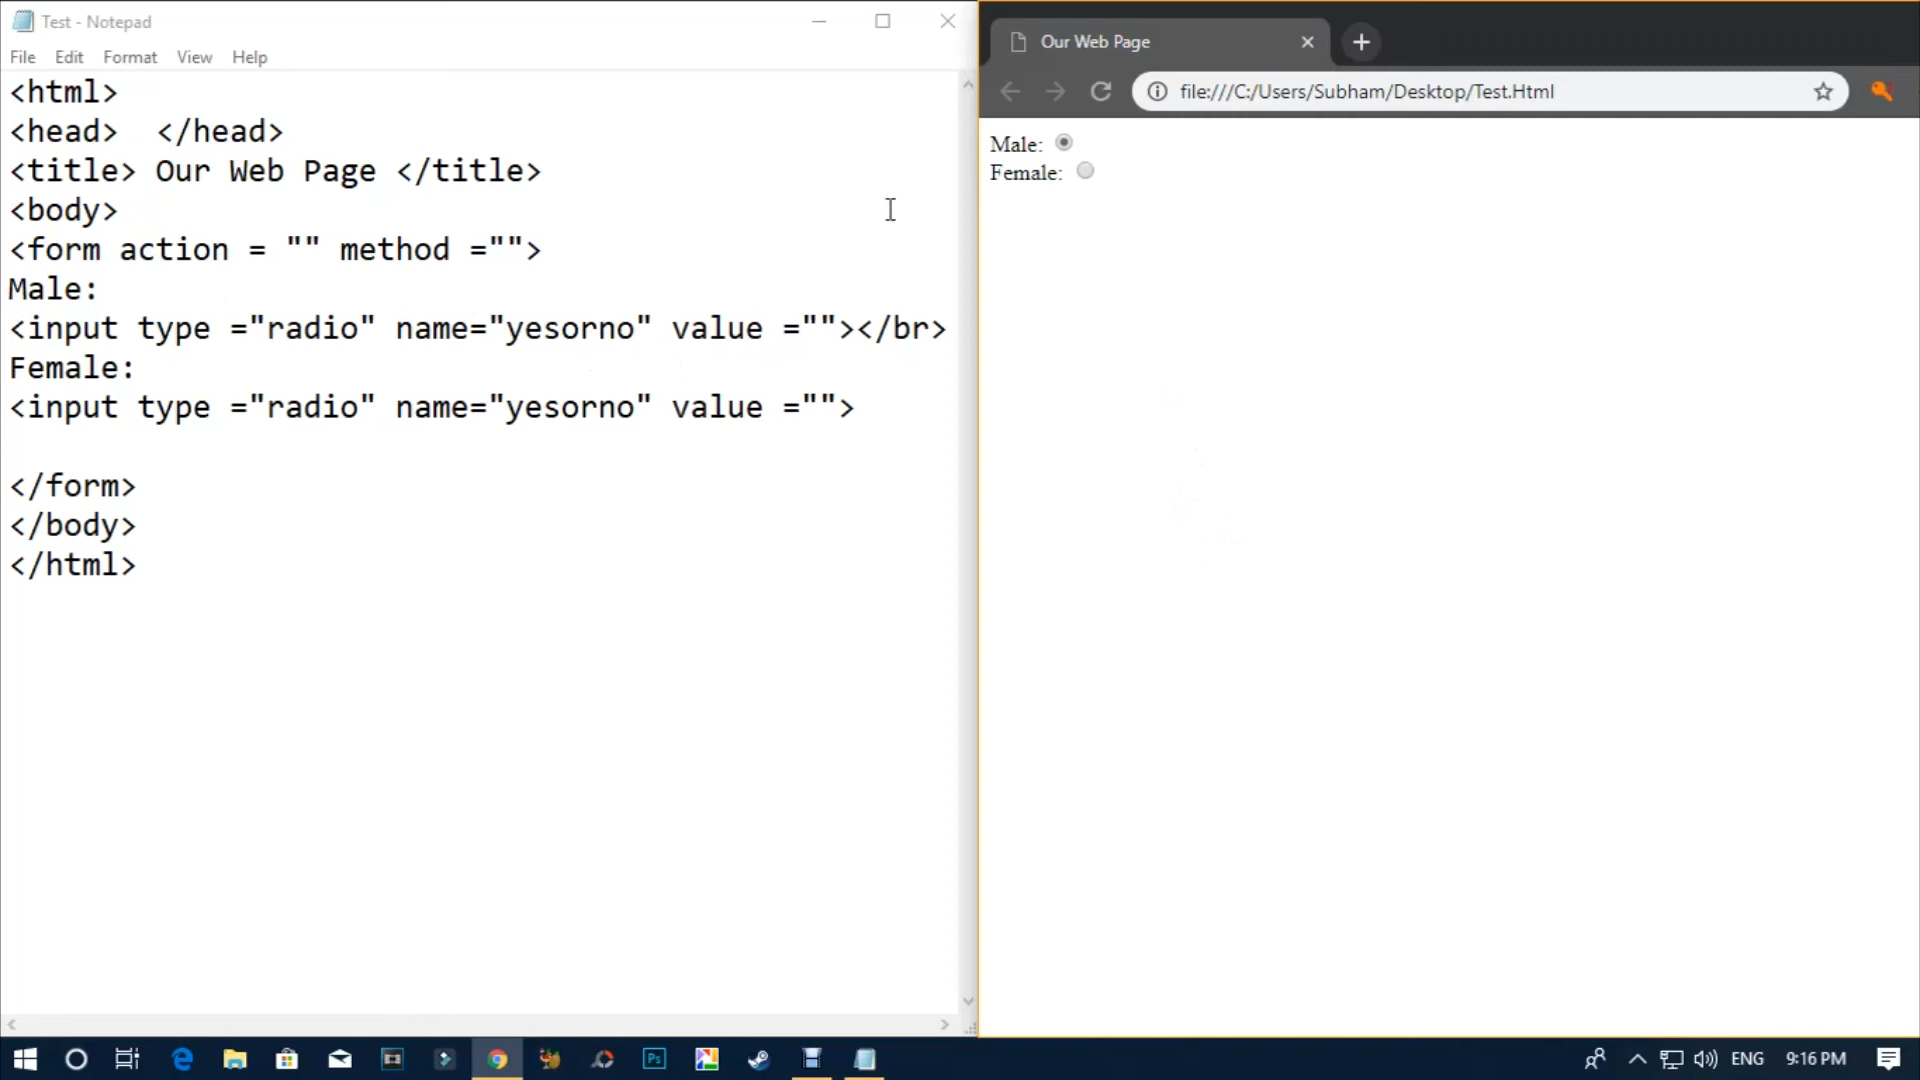 Test - Notepad
File Edit Format View Help
<html>
<head>  </head>
<title> Our Web Page </title>
<body>
<form action = "" method ="">
Male:
<input type ="radio" name="yesorno" value =""></br>
Female:
<input type ="radio" name="yesorno" value ="">
</form>
</body>
</html>
Our Web Page
file:///C:/Users/Subham/Desktop/Test.Html
Male:
Female:
Ps
ENG
9:16 PM